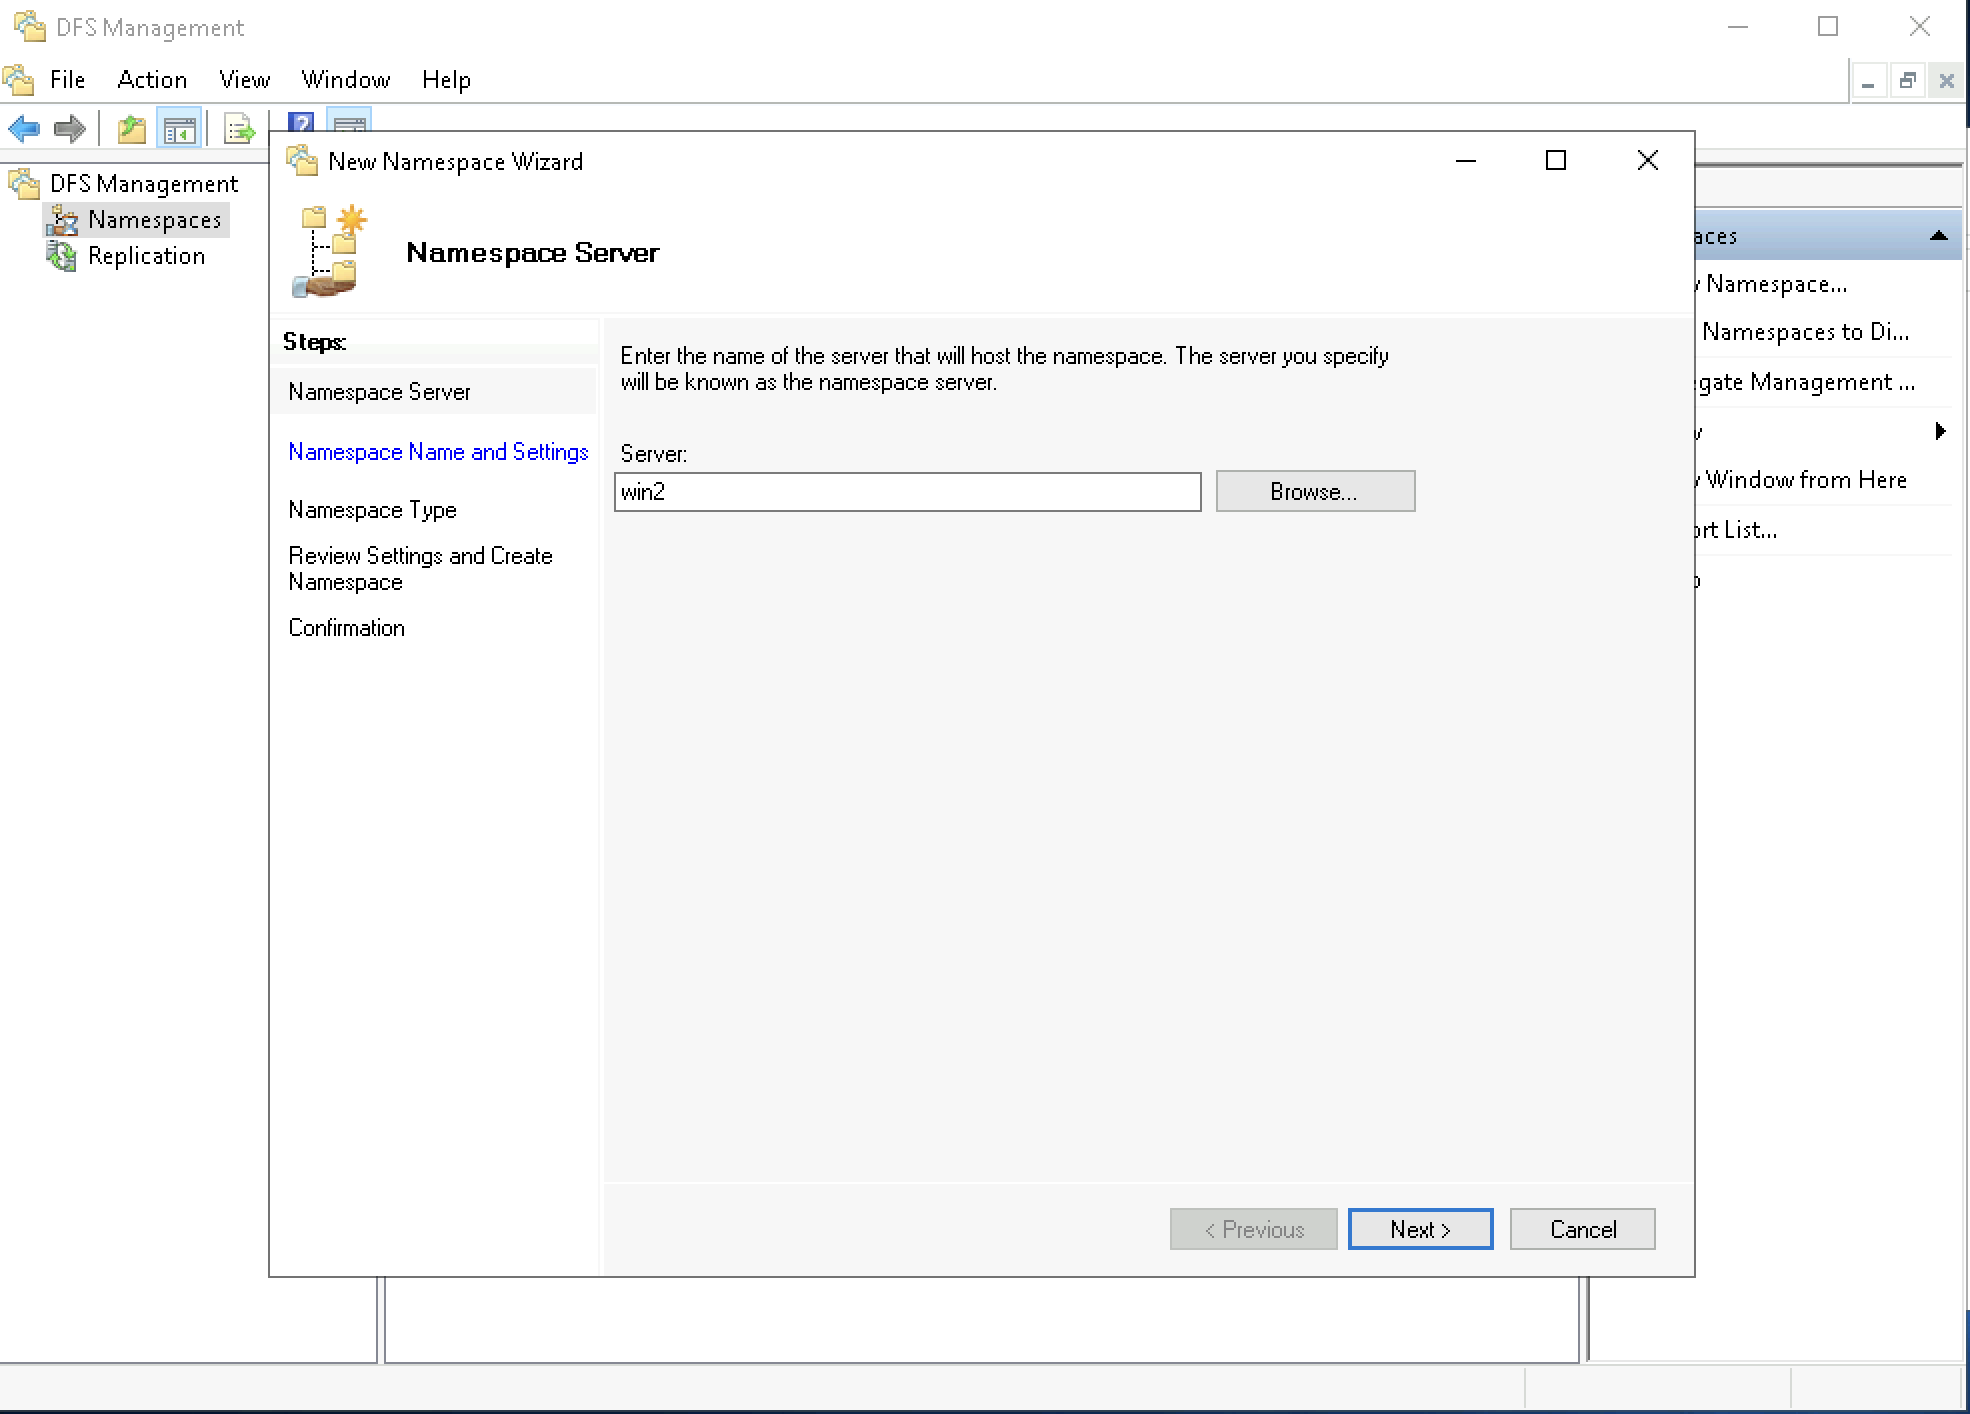 DFS Management
File Action View Window Help
DFS Management
Namespaces
Replication
New Namespace Wizard
Namespace Server
Steps:
Namespace Server
Namespace Name and Settings
Namespace Type
Review Settings and Create
Namespace
Confirmation
Enter the name of the server that will host the namespace. The server you specify
will be known as the namespace server.
Server:
win2
Browse...
< Previous
Next >
Cancel
aces
Namespace...
Namespaces to Di...
gate Management ...
Window from Here
ort List...